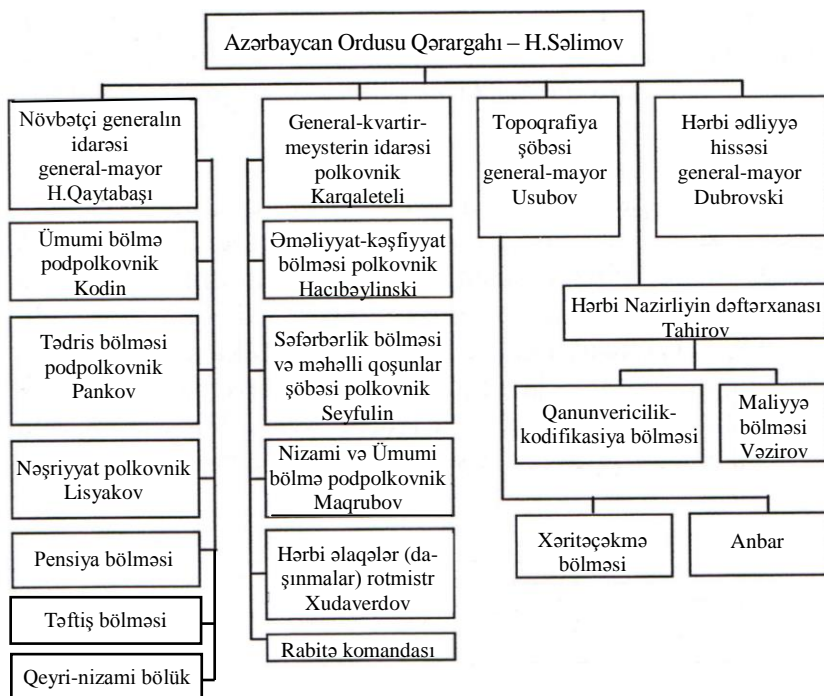 Azərbaycan Ordusu Qərargahı – H.Səlimov
Növbətçi generalın
idarəsi
general-mayor
H.Qaytabaşı
Ümumi bölmə
podpolkovnik
Kodin
Tədris bölməsi
podpolkovnik
Pankov
Nəşriyyat polkovnik
Lisyakov
Pensiya bölməsi
Təftiş bölməsi
Qeyri-nizami bölük
General-kvartir-
meysterin idarəsi
polkovnik
Karqaleteli
Əməliyyat-kəşfiyyat
bölməsi polkovnik
Hacıbəylinski
Səfərbərlik bölməsi
və məhəlli qoşunlar
şöbəsi polkovnik
Seyfulin
Nizami və Ümumi
bölmə podpolkovnik
Maqrubov
Hərbi əlaqələr (da-
şınmalar) rotmistr
Xudaverdov
Rabitə komandası
Topoqrafiya
şöbəsi
general-mayor
Usubov
Hərbi ədliyyə
hissəsi
general-mayor
Dubrovski
Hərbi Nazirliyin dəftərxanası
Tahirov
Qanunvericilik-
kodifikasiya bölməsi
Maliyyə
bölməsi
Vəzirov
Xəritəçəkmə
bölməsi
Anbar